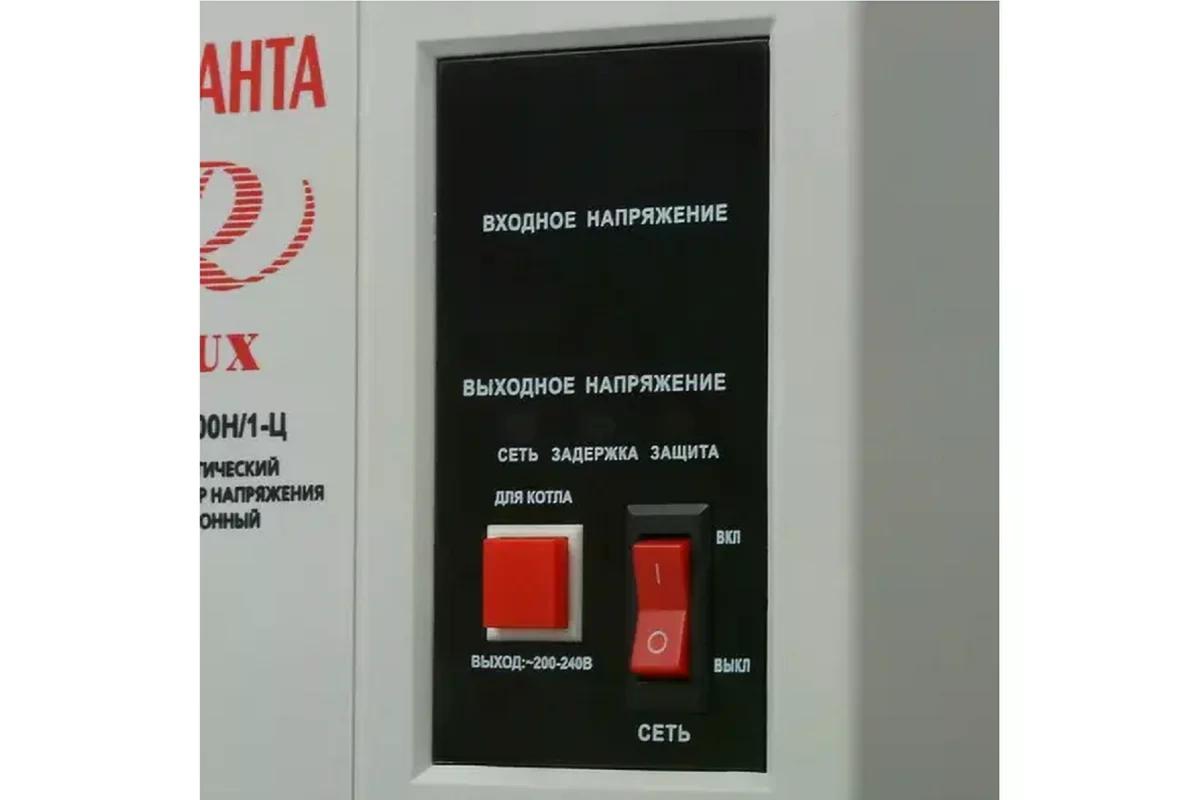 АНТА
UX
00Н/1-Ц
ТИЧЕСКИЙ
Р НАПРЯЖЕНИЯ
ОННЫЙ
ВХОДНОЕ НАПРЯЖЕНИЕ
ВЫХОДНОЕ НАПРЯЖЕНИЕ
СЕТЬ ЗАДЕРЖКА ЗАЩИТА
ДЛЯ КОТЛА
ВКЛ
I
O
ВЫХОД:~200-240В
ВЫКЛ
СЕТЬ